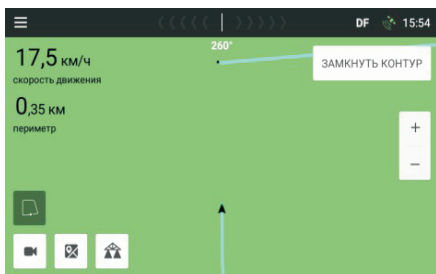 DF 15:54
260°
17,5 км/ч
скорость движения
ЗАМКНУТЬ КОНТУР
0,35 км
периметр
+
−